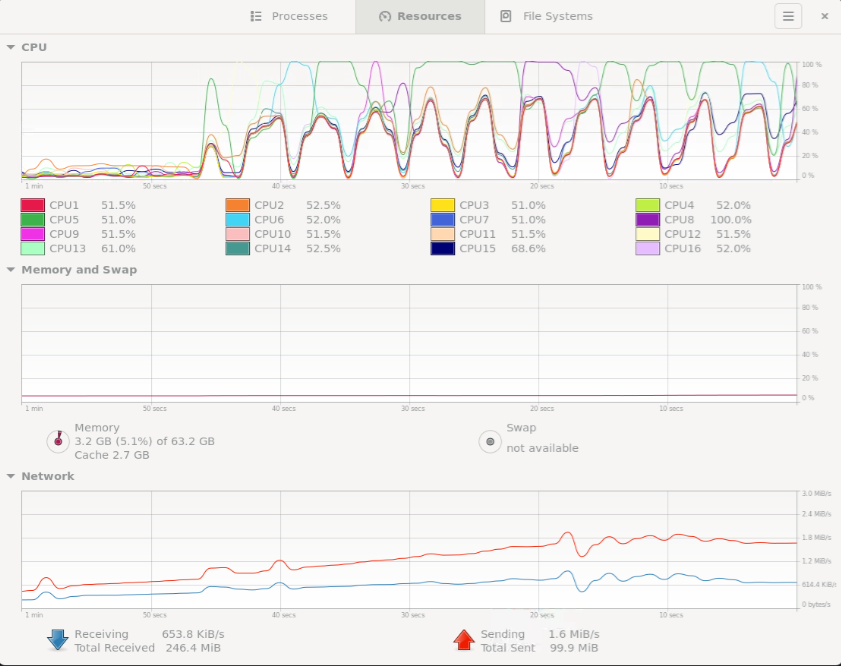 Processes Resources File Systems
CPU
100 %
80 %
60 %
40 %
20 %
0 %
1 min 50 secs 40 secs 30 secs 20 secs 10 secs
CPU1 51.5% CPU2 52.5% CPU3 51.0% CPU4 52.0%
CPU5 51.0% CPU6 52.0% CPU7 51.0% CPU8 100.0%
CPU9 51.5% CPU10 51.5% CPU11 51.5% CPU12 51.5%
CPU13 61.0% CPU14 52.5% CPU15 68.6% CPU16 52.0%
Memory and Swap
100 %
80 %
60 %
40 %
20 %
0 %
1 min 50 secs 40 secs 30 secs 20 secs 10 secs
Memory
3.2 GB (5.1%) of 63.2 GB
Cache 2.7 GB
Swap
not available
Network
3.0 MiB/s
2.4 MiB/s
1.8 MiB/s
1.2 MiB/s
614.4 KiB/s
0 bytes/s
1 min 50 secs 40 secs 30 secs 20 secs 10 secs
Receiving 653.8 KiB/s
Total Received 246.4 MiB
Sending 1.6 MiB/s
Total Sent 99.9 MiB